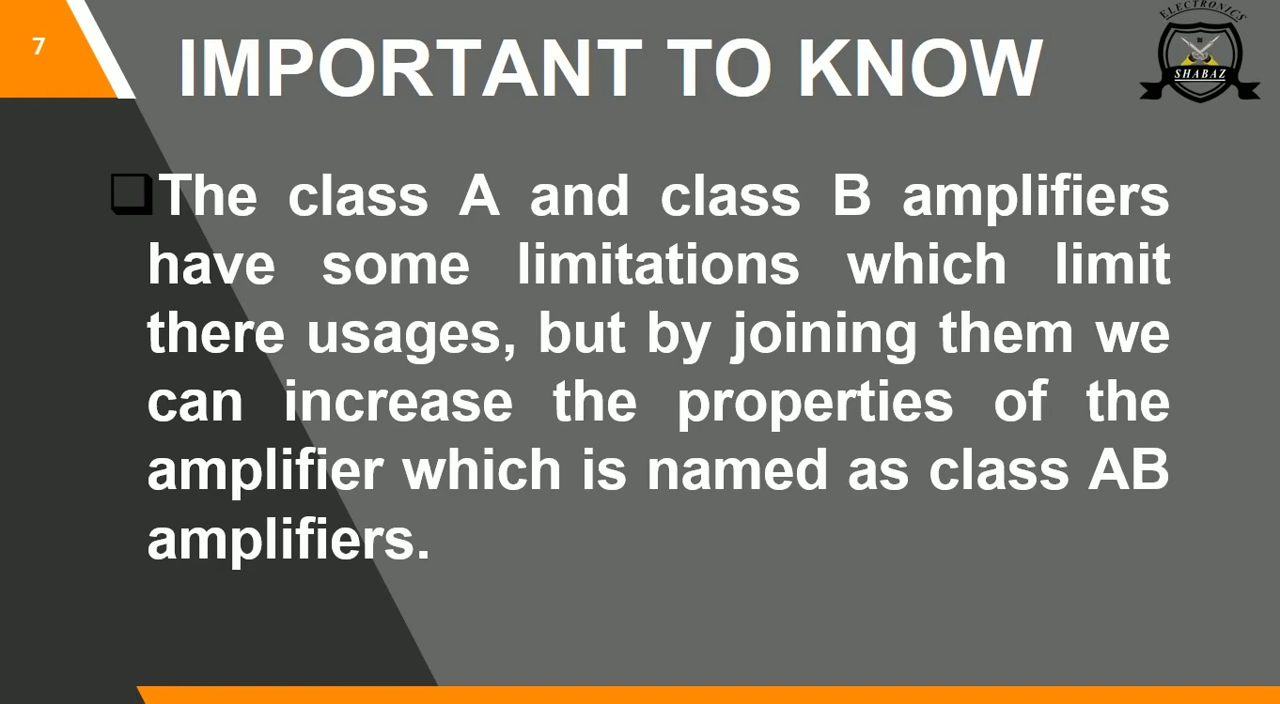 7
IMPORTANT TO KNOW
ELECTRONICS
SHABAZ
The class A and class B amplifiers
have some limitations which limit
there usages, but by joining them we
can increase the properties of the
amplifier which is named as class AB
amplifiers.